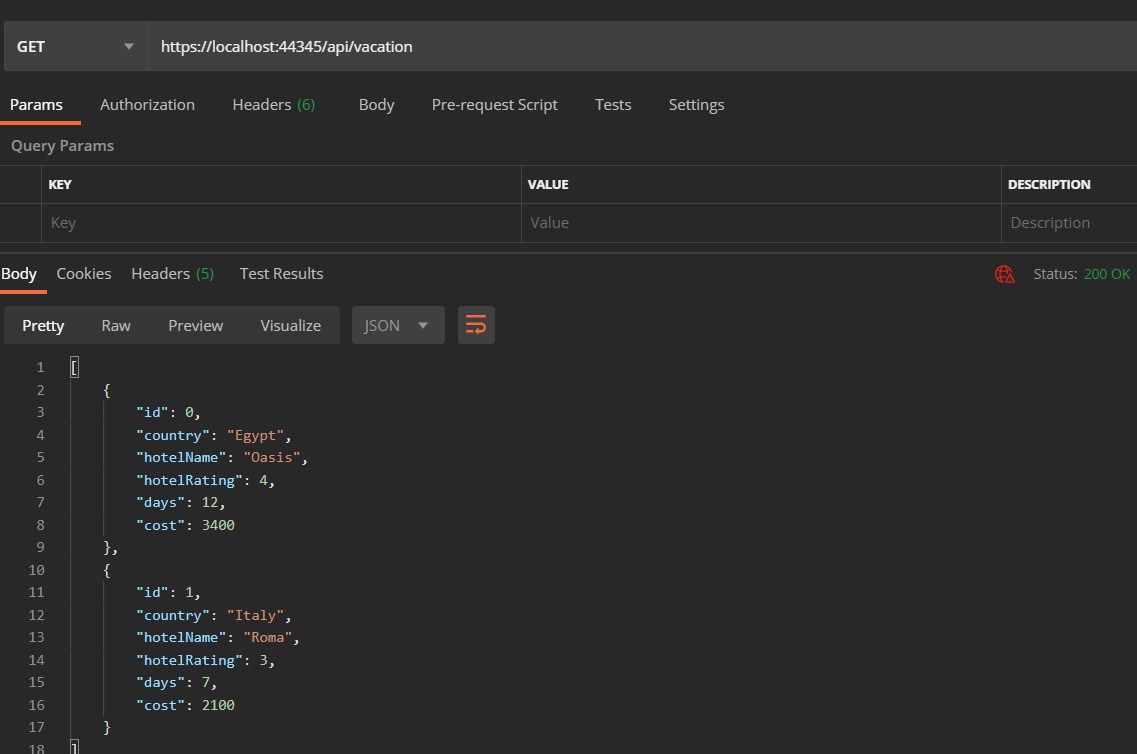 GET https://localhost:44345/api/vacation
Params Authorization Headers (6) Body Pre-request Script Tests Settings
Query Params
KEY VALUE DESCRIPTION
Key Value Description
Body Cookies Headers (5) Test Results Status: 200 OK
Pretty Raw Preview Visualize JSON
1 [
2 {
3 "id": 0,
4 "country": "Egypt",
5 "hotelName": "Oasis",
6 "hotelRating": 4,
7 "days": 12,
8 "cost": 3400
9 },
10 {
11 "id": 1,
12 "country": "Italy",
13 "hotelName": "Roma",
14 "hotelRating": 3,
15 "days": 7,
16 "cost": 2100
17 }
18 ]